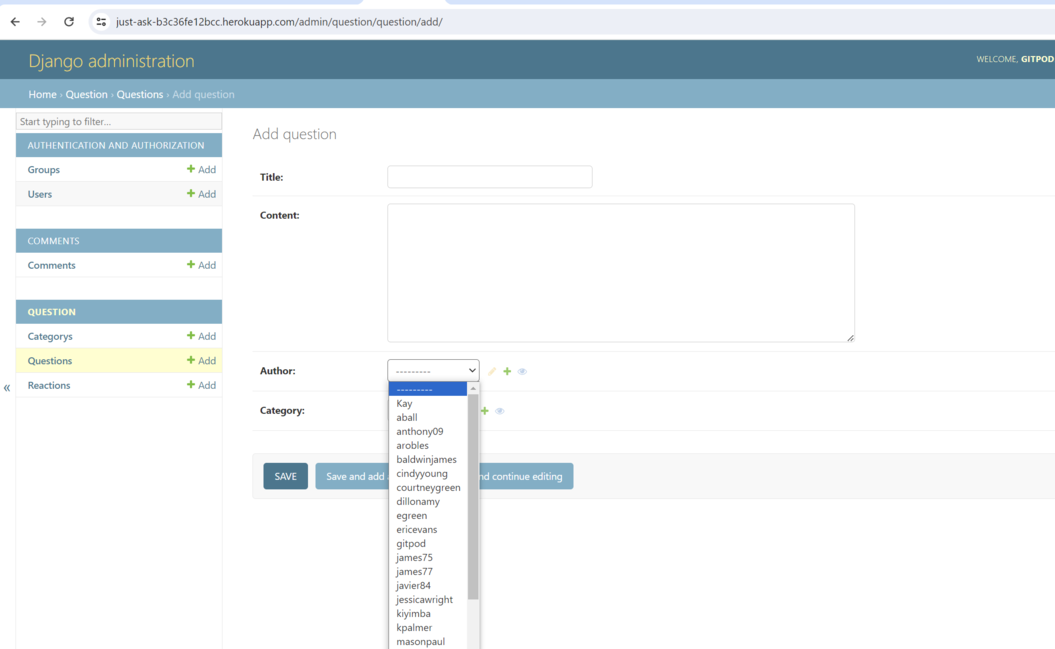 just-ask-b3c36fe12bcc.herokuapp.com/admin/question/question/add/
Django administration
WELCOME, GITPOD
Home › Question › Questions › Add question
Start typing to filter...
AUTHENTICATION AND AUTHORIZATION
Groups + Add
Users + Add
COMMENTS
Comments + Add
QUESTION
Categorys + Add
Questions + Add
Reactions + Add
«
Add question
Title:
Content:
Author: ---------
Category:
---------
Kay
aball
anthony09
arobles
baldwinjames
cindyyoung
courtneygreen
dillonamy
egreen
ericevans
gitpod
james75
james77
javier84
jessicawright
kiyimba
kpalmer
masonpaul
SAVE Save and add nd continue editing